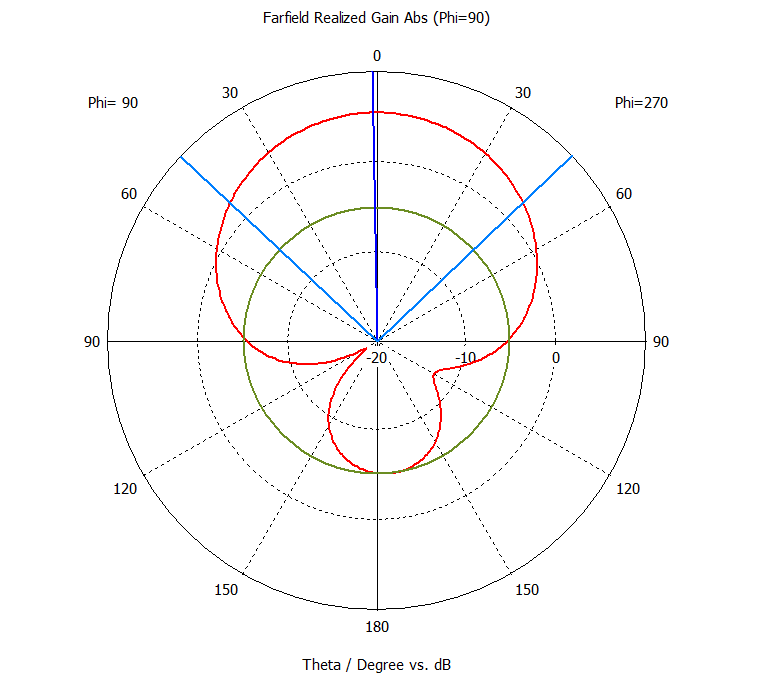 Farfield Realized Gain Abs (Phi=90)
0
30 30
Phi= 90 Phi=270
60 60
90 -20 -10 0 90
120 120
150 150
180
Theta / Degree vs. dB